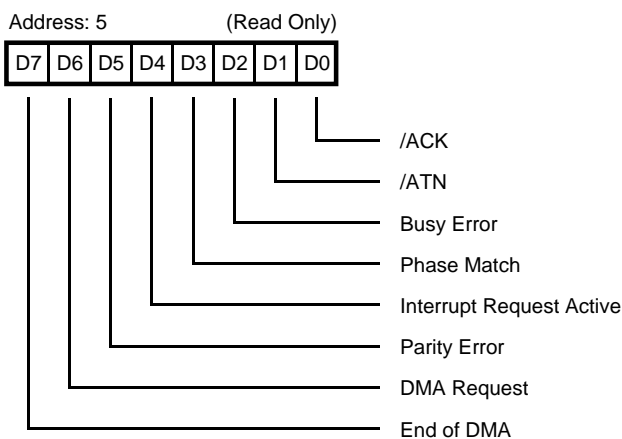 Address: 5 (Read Only)
D7 D6 D5 D4 D3 D2 D1 D0
/ACK
/ATN
Busy Error
Phase Match
Interrupt Request Active
Parity Error
DMA Request
End of DMA